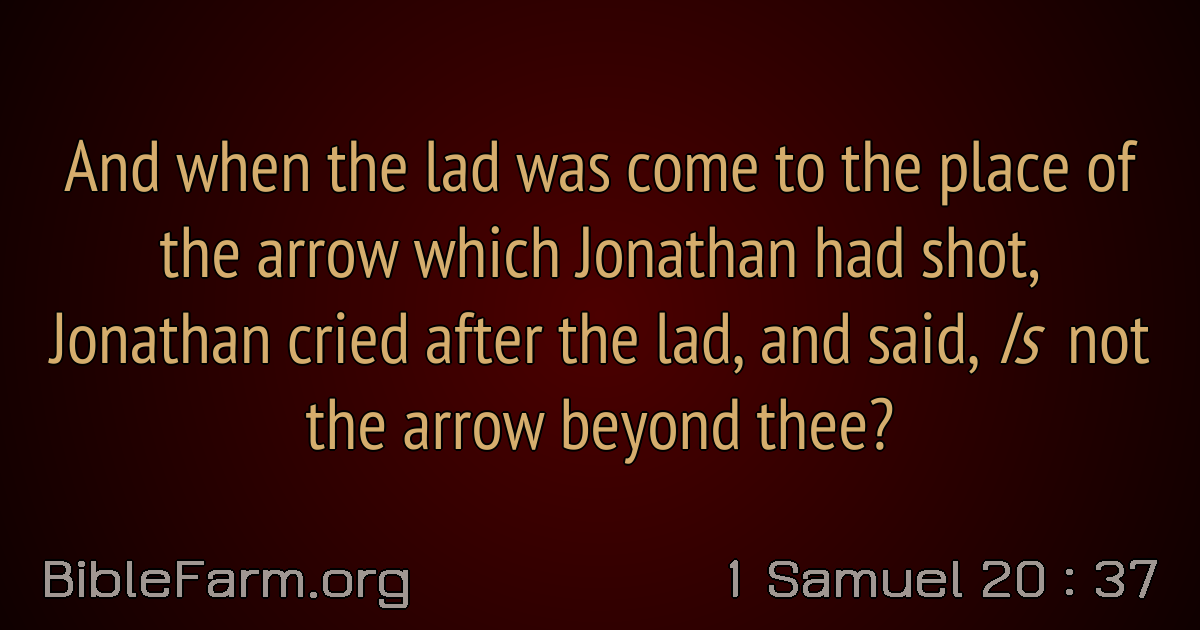 And when the lad was come to the place of
the arrow which Jonathan had shot,
Jonathan cried after the lad, and said, Is not
the arrow beyond thee?
BibleFarm.org
1 Samuel 20 : 37